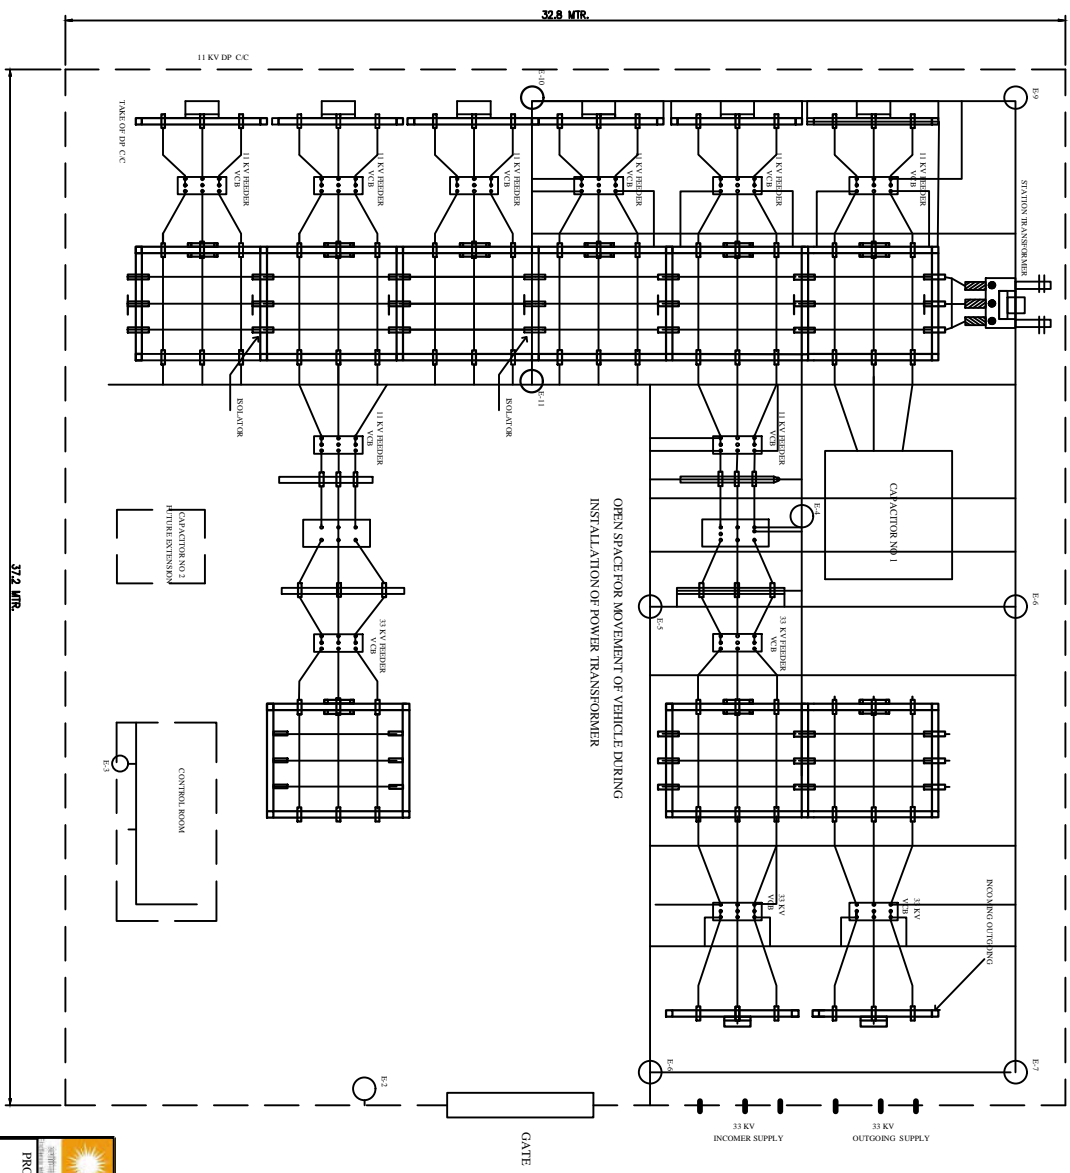 32.8 MTR.
11 KV DP C/C
TAKE OF DP C/C
11 KV FEEDER
VCB
11 KV FEEDER
VCB
11 KV FEEDER
VCB
11 KV FEEDER
VCB
11 KV FEEDER
VCB
11 KV FEEDER
VCB
E-10
E-9
STATION TRANSFORMER
ISOLATOR
ISOLATOR
E-11
11 KV FEEDER
VCB
11 KV FEEDER
VCB
CAPACITOR NO 1
E-4
CAPACITOR NO 2
FUTURE EXTENSION
OPEN SPACE FOR MOVEMENT OF VEHICLE DURING
INSTALLATION OF POWER TRANSFORMER
37.2 MTR.
E-5
E-6
33 KV FEEDER
VCB
33 KV FEEDER
VCB
E-3
CONTROL ROOM
33 KV
VCB
33 KV
VCB
INCOMING OUTGOING
E-2
E-6
E-7
GATE
33 KV
INCOMER SUPPLY
33 KV
OUTGOING SUPPLY